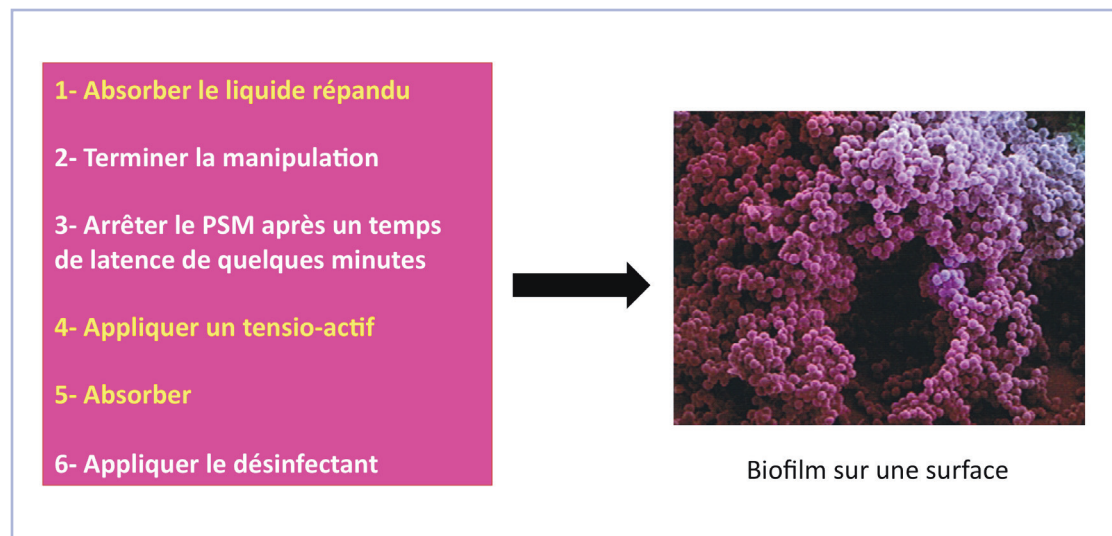 1- Absorber le liquide répandu
2- Terminer la manipulation
3- Arrêter le PSM après un temps
de latence de quelques minutes
4- Appliquer un tensio-actif
5- Absorber
6- Appliquer le désinfectant
Biofilm sur une surface